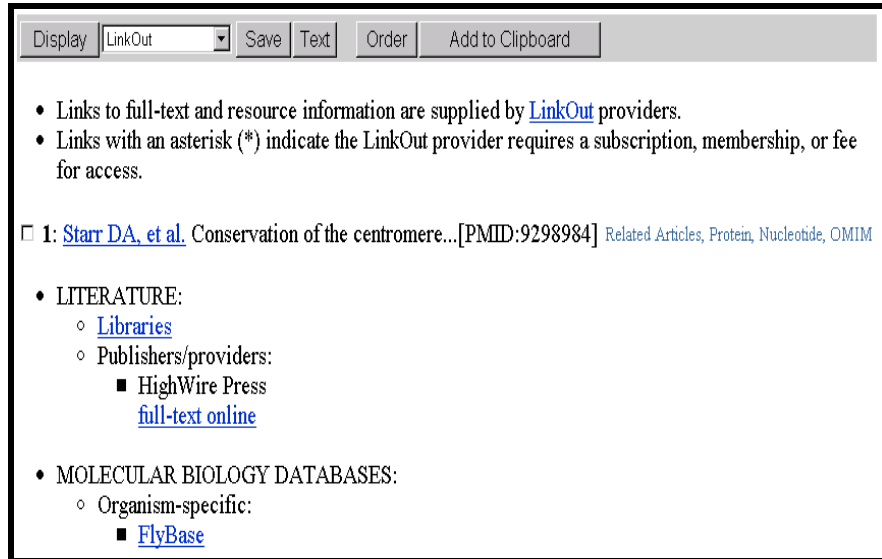 Display LinkOut Save Text Order Add to Clipboard
• Links to full-text and resource information are supplied by LinkOut providers.
• Links with an asterisk (*) indicate the LinkOut provider requires a subscription, membership, or fee
for access.
1: Starr DA, et al. Conservation of the centromere...[PMID:9298984] Related Articles, Protein, Nucleotide, OMIM
• LITERATURE:
○ Libraries
○ Publishers/providers:
■ HighWire Press
full-text online
• MOLECULAR BIOLOGY DATABASES:
○ Organism-specific:
■ FlyBase